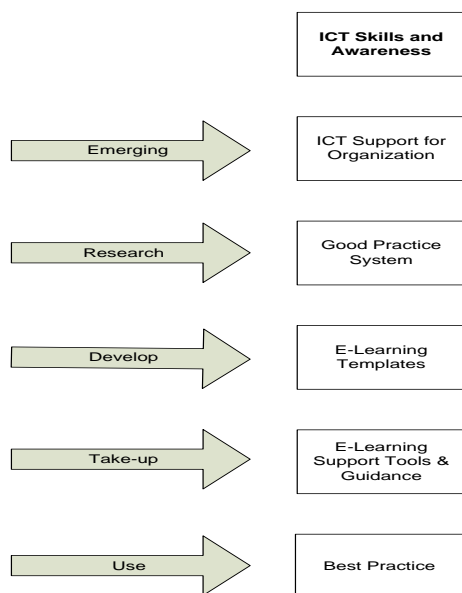 ICT Skills and
Awareness
Emerging
ICT Support for
Organization
Research
Good Practice
System
Develop
E-Learning
Templates
Take-up
E-Learning
Support Tools &
Guidance
Use
Best Practice